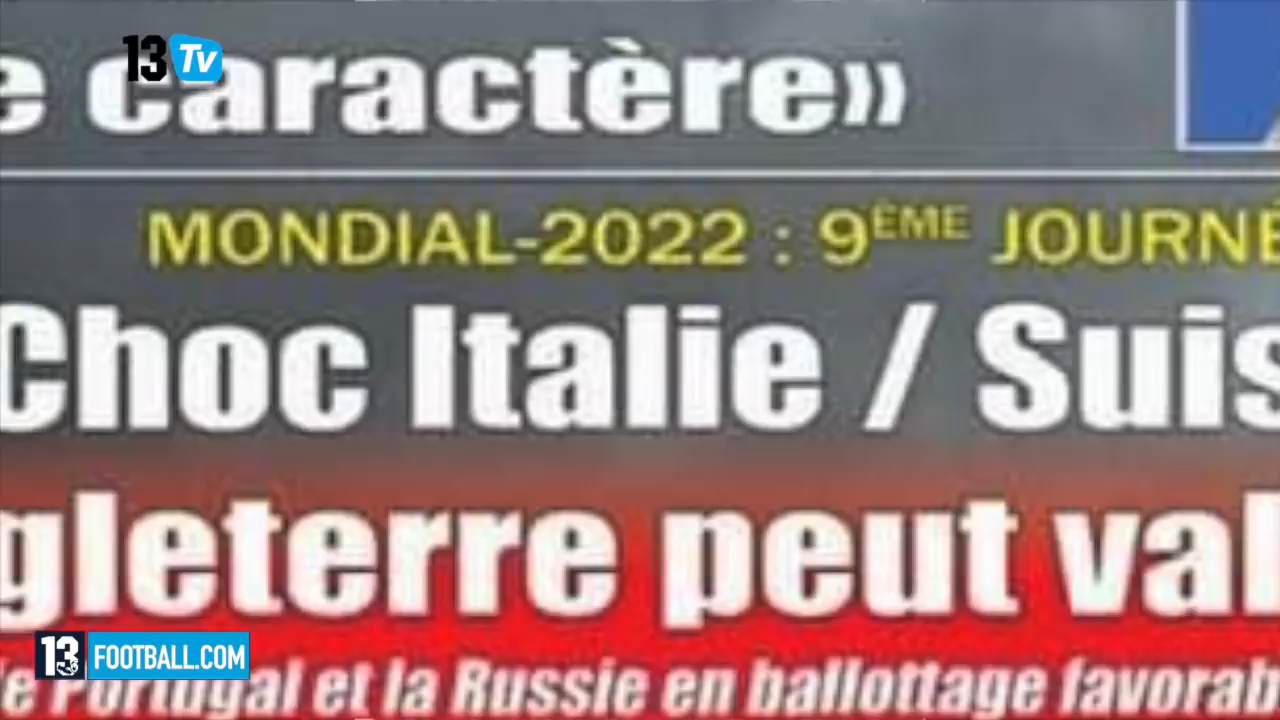 13 Tv
e caractère»
MONDIAL-2022 : 9ÈME JOURNÉ
Choc Italie / Suis
gleterre peut val
13 FOOTBALL.COM
le Portugal et la Russie en ballottage favorab